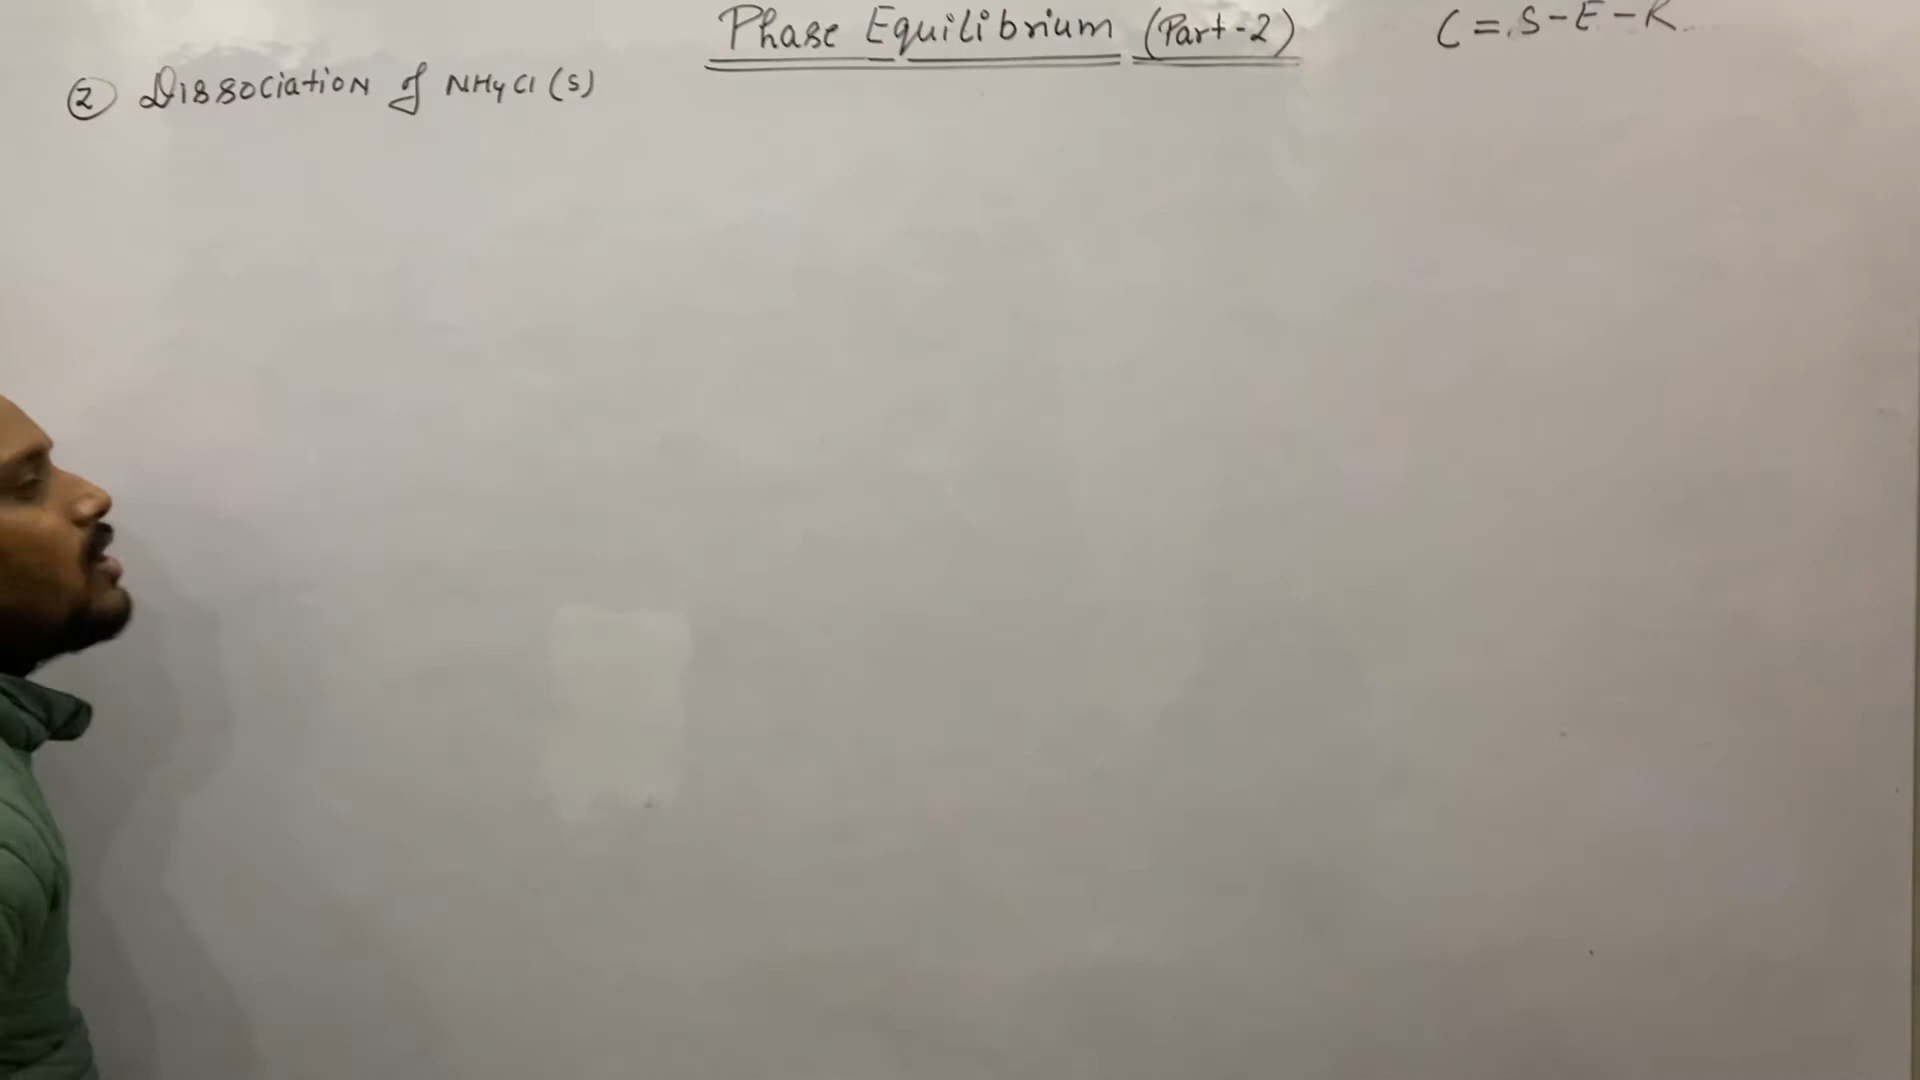 Phase Equilibrium (Part-2)
C = S - E - R
② Dissociation of NH4Cl (s)